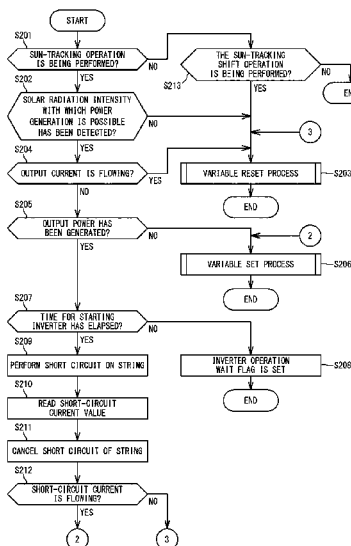 START
S201
SUN-TRACKING OPERATION
IS BEING PERFORMED?
NO
YES
THE SUN-TRACKING
SHIFT OPERATION
IS BEING PERFORMED?
S213
NO
YES
END
S202
SOLAR RADIATION INTENSITY
WITH WHICH POWER
GENERATION IS POSSIBLE
HAS BEEN DETECTED?
NO
YES
3
S204
OUTPUT CURRENT IS FLOWING?
YES
NO
VARIABLE RESET PROCESS
S203
END
S205
OUTPUT POWER HAS
BEEN GENERATED?
NO
YES
2
VARIABLE SET PROCESS
S206
END
S207
TIME FOR STARTING
INVERTER HAS ELAPSED?
NO
YES
S209
PERFORM SHORT CIRCUIT ON STRING
INVERTER OPERATION
WAIT FLAG IS SET
S208
END
S210
READ SHORT-CIRCUIT
CURRENT VALUE
S211
CANCEL SHORT CIRCUIT OF STRING
S212
SHORT-CIRCUIT CURRENT
IS FLOWING?
NO
YES
2
3